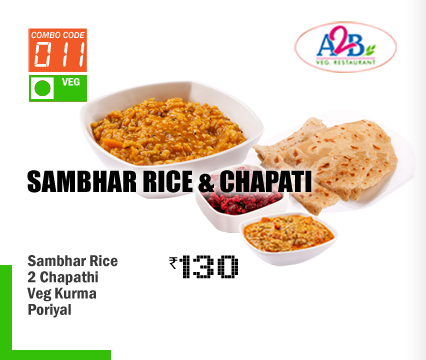 COMBO CODE
011
VEG
A2B
VEG. RESTAURANT
SAMBHAR RICE & CHAPATI
Sambhar Rice
2 Chapathi
Veg Kurma
Poriyal
₹130